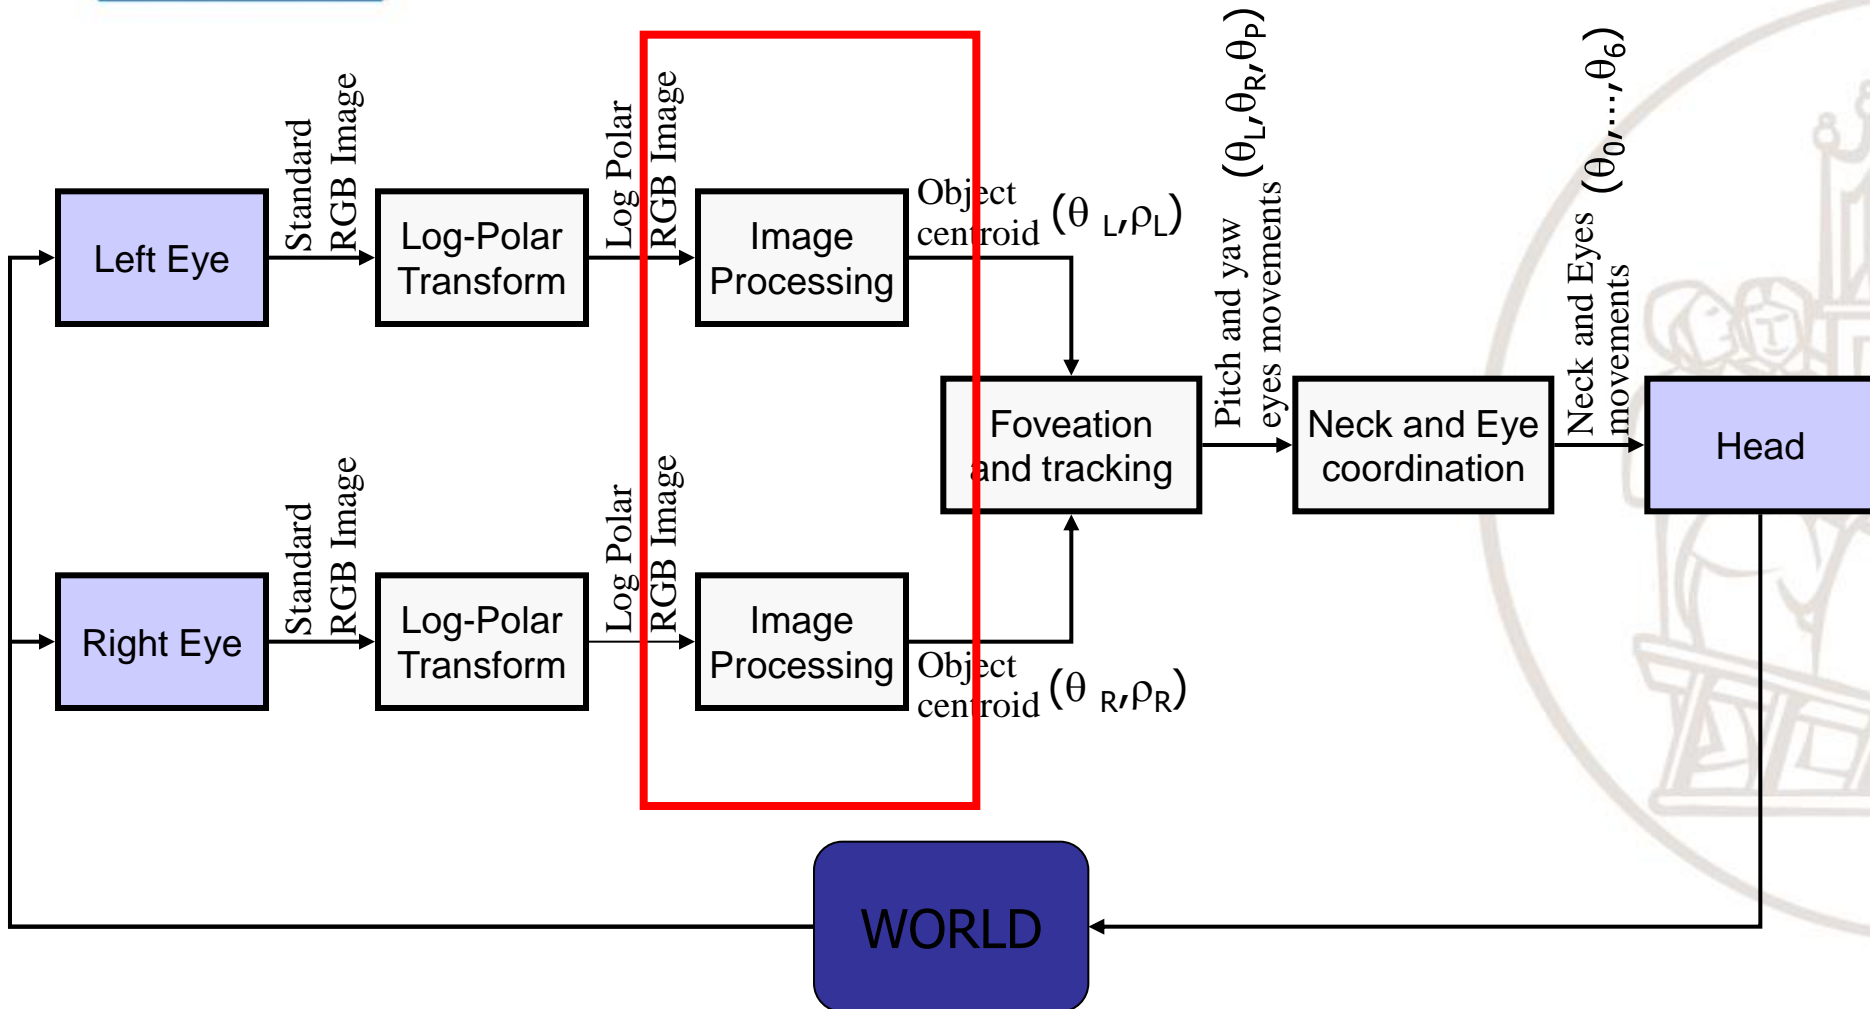 Standard
RGB Image
Log Polar
RGB Image
Pitch and yaw
eyes movements
(θL,θR,θP)
Neck and Eyes
movements
(θ0,...,θ6)
Left Eye
Log-Polar
Transform
Image
Processing
Object
centroid
(θ L,ρL)
Foveation
and tracking
Neck and Eye
coordination
Head
Standard
RGB Image
Log Polar
RGB Image
Right Eye
Log-Polar
Transform
Image
Processing
Object
centroid
(θ R,ρR)
WORLD